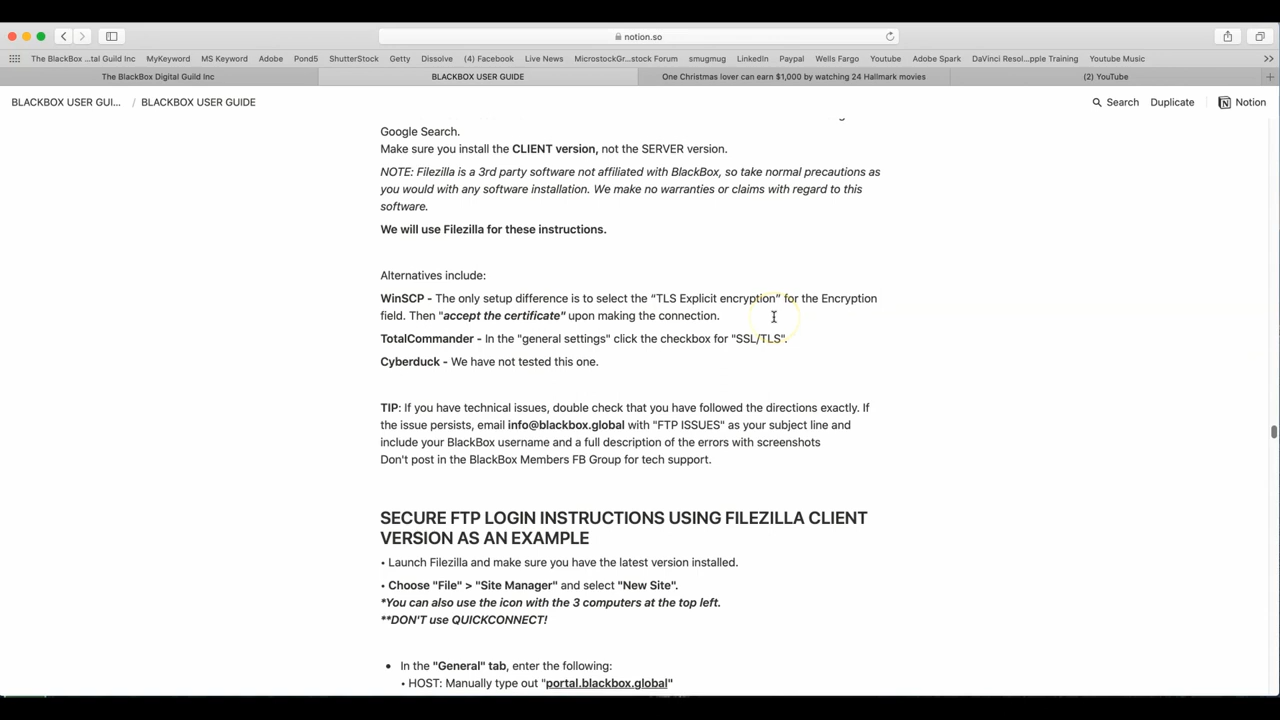 notion.so
The BlackBox ...tal Guild Inc MyKeyword MS Keyword Adobe Pond5 ShutterStock Getty Dissolve (4) Facebook Live News MicrostockGr...stock Forum smugmug LinkedIn Paypal Wells Fargo Youtube Adobe Spark DaVinci Resol...pple Training Youtube Music
The BlackBox Digital Guild Inc BLACKBOX USER GUIDE One Christmas lover can earn $1,000 by watching 24 Hallmark movies (2) YouTube
BLACKBOX USER GUI... / BLACKBOX USER GUIDE Search Duplicate Notion
Google Search.
Make sure you install the CLIENT version, not the SERVER version.
NOTE: Filezilla is a 3rd party software not affiliated with BlackBox, so take normal precautions as
you would with any software installation. We make no warranties or claims with regard to this
software.
We will use Filezilla for these instructions.
Alternatives include:
WinSCP - The only setup difference is to select the “TLS Explicit encryption” for the Encryption
field. Then "accept the certificate" upon making the connection.
TotalCommander - In the "general settings" click the checkbox for "SSL/TLS".
Cyberduck - We have not tested this one.
TIP: If you have technical issues, double check that you have followed the directions exactly. If
the issue persists, email info@blackbox.global with "FTP ISSUES" as your subject line and
include your BlackBox username and a full description of the errors with screenshots
Don't post in the BlackBox Members FB Group for tech support.
SECURE FTP LOGIN INSTRUCTIONS USING FILEZILLA CLIENT
VERSION AS AN EXAMPLE
• Launch Filezilla and make sure you have the latest version installed.
• Choose "File" > "Site Manager" and select "New Site".
*You can also use the icon with the 3 computers at the top left.
**DON'T use QUICKCONNECT!
• In the "General" tab, enter the following:
• HOST: Manually type out "portal.blackbox.global"